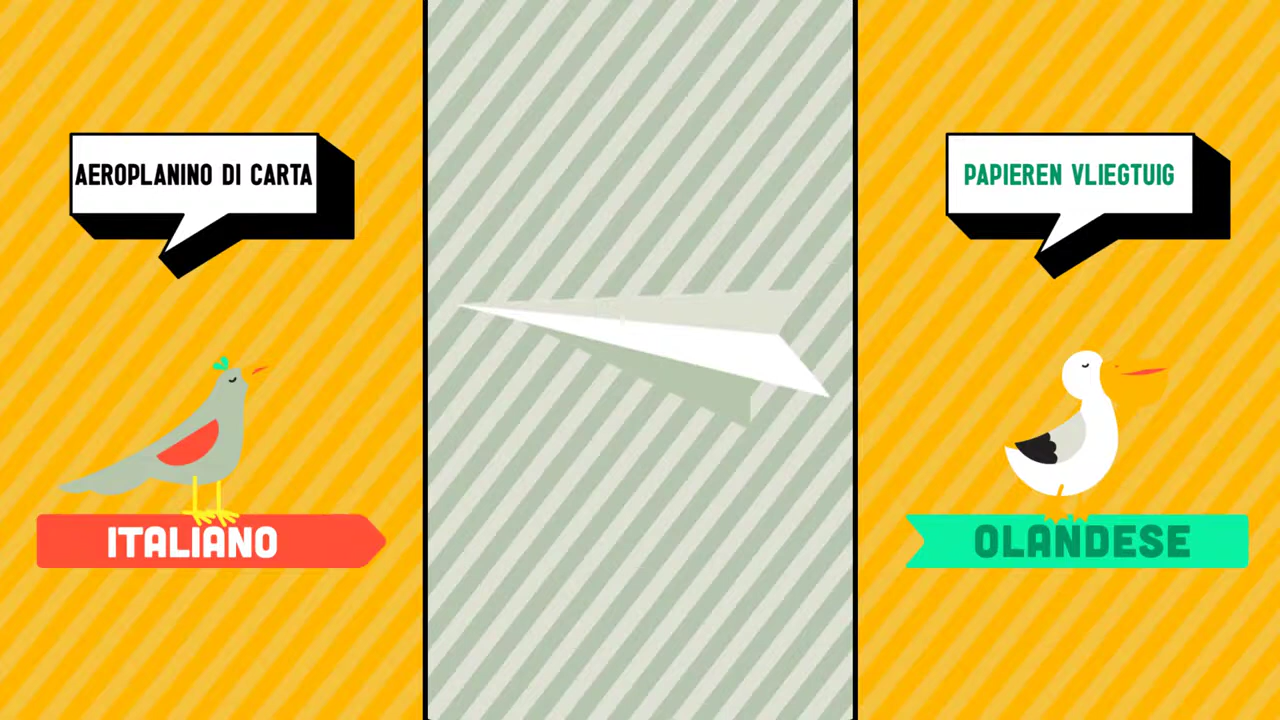 AEROPLANINO DI CARTA
PAPIEREN VLIEGTUIG
ITALIANO
OLANDESE